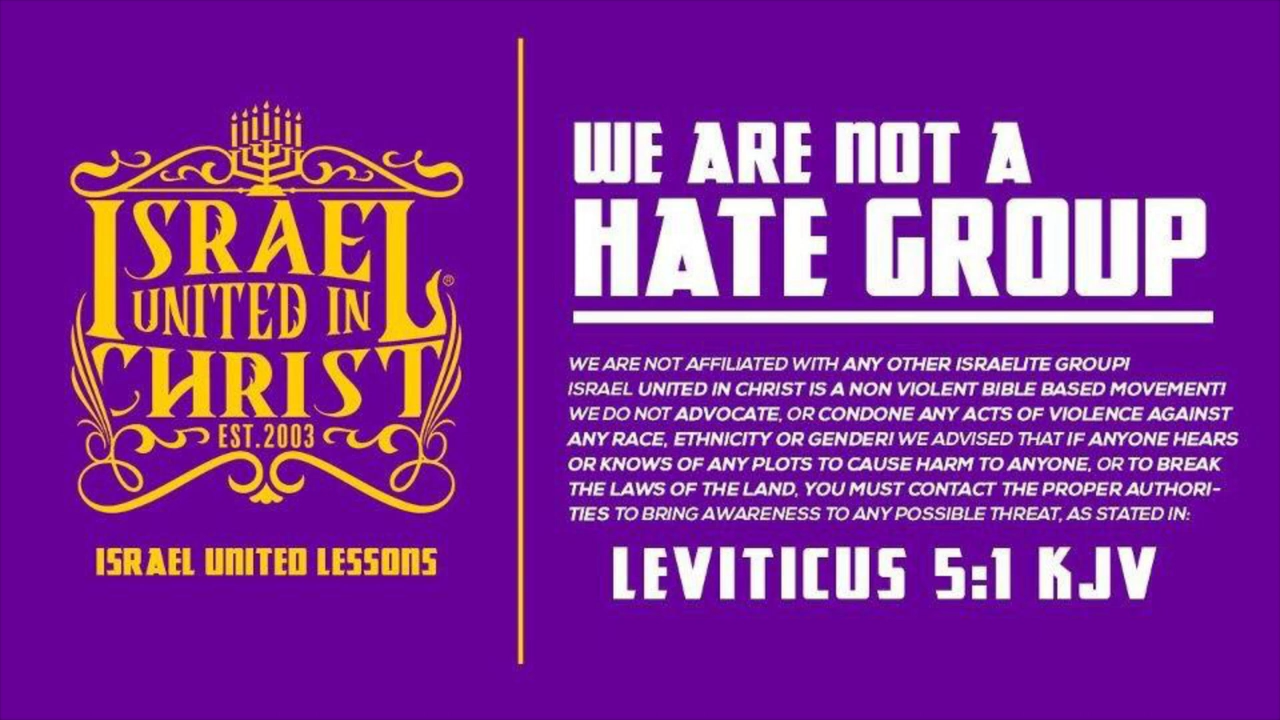 ISRAEL
UNITED IN
CHRIST
®
EST.2003
ISRAEL UNITED LESSONS
WE ARE NOT A
HATE GROUP
WE ARE NOT AFFILIATED WITH ANY OTHER ISRAELITE GROUP!
ISRAEL UNITED IN CHRIST IS A NON VIOLENT BIBLE BASED MOVEMENT!
WE DO NOT ADVOCATE, OR CONDONE ANY ACTS OF VIOLENCE AGAINST
ANY RACE, ETHNICITY OR GENDER! WE ADVISED THAT IF ANYONE HEARS
OR KNOWS OF ANY PLOTS TO CAUSE HARM TO ANYONE, OR TO BREAK
THE LAWS OF THE LAND, YOU MUST CONTACT THE PROPER AUTHORI-
TIES TO BRING AWARENESS TO ANY POSSIBLE THREAT, AS STATED IN:
LEVITICUS 5:1 KJV